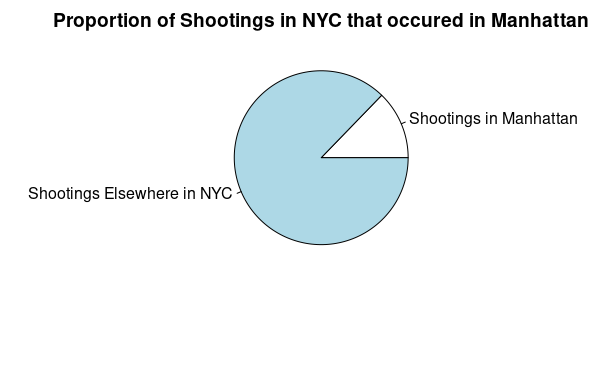 Proportion of Shootings in NYC that occured in Manhattan
Shootings in Manhattan
Shootings Elsewhere in NYC